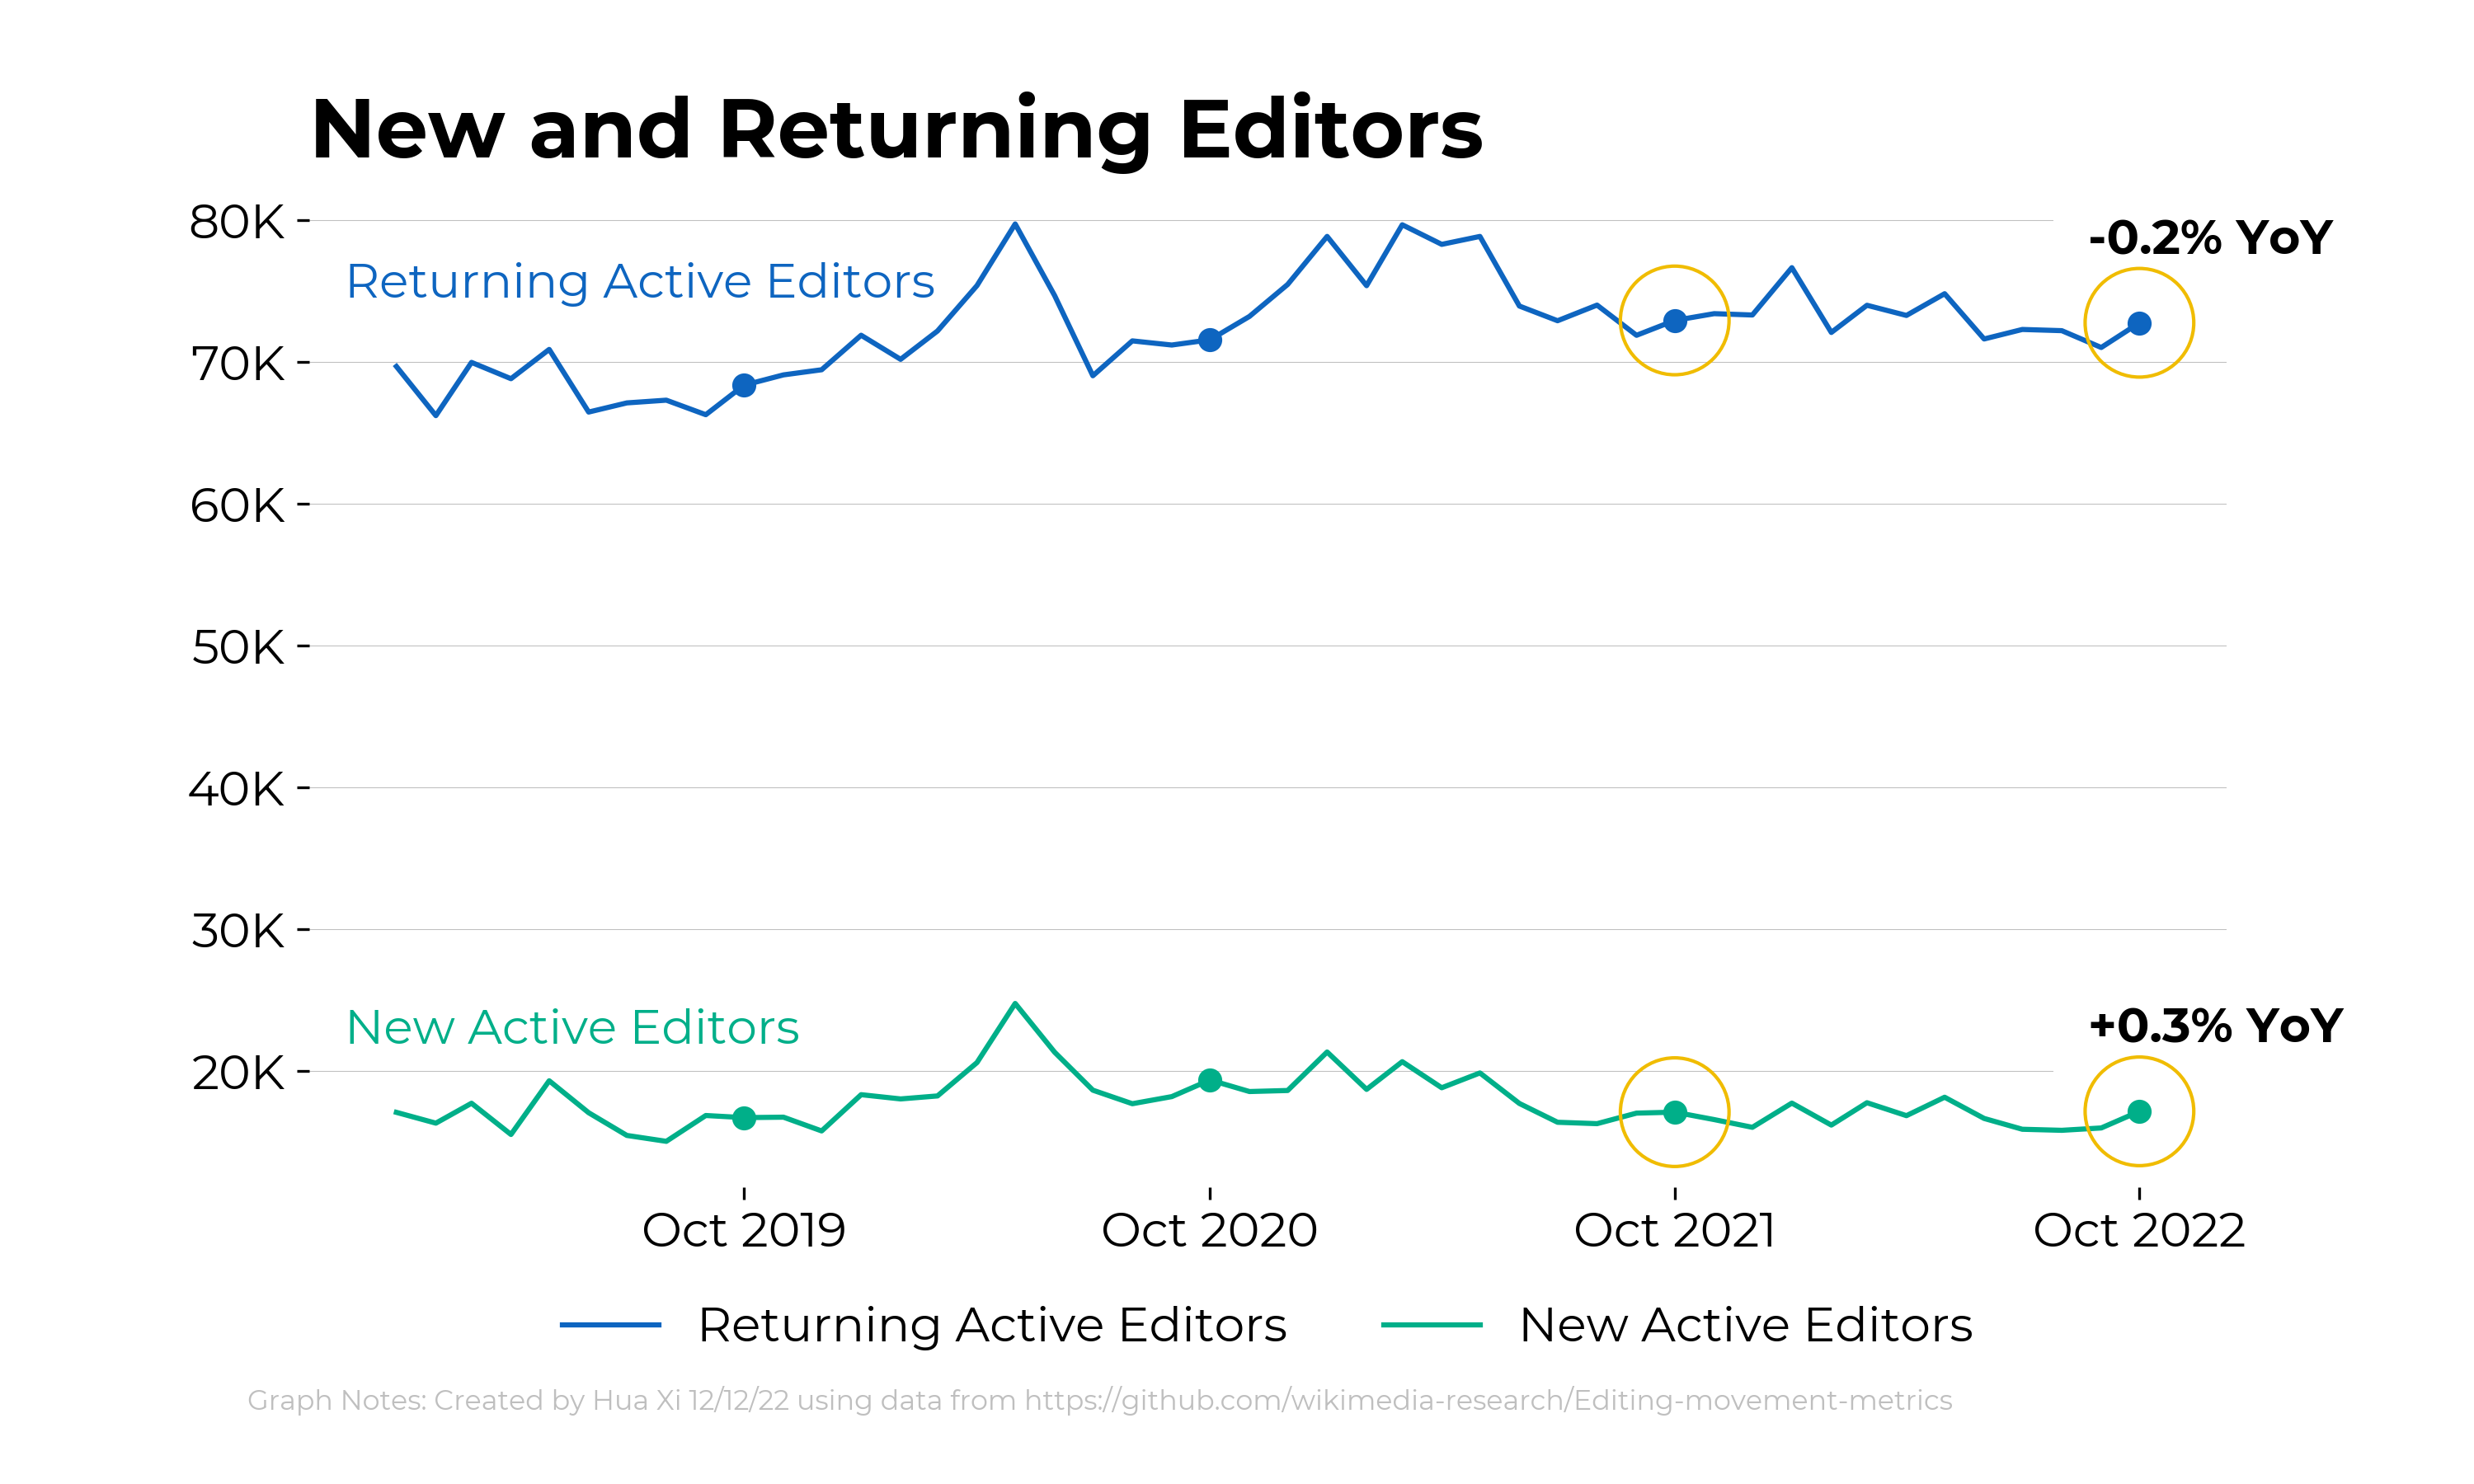 New and Returning Editors
80K
-0.2% YoY
Returning Active Editors
70K
60K
50K
40K
30K
New Active Editors
+0.3% YoY
20K
Oct 2019
Oct 2020
Oct 2021
Oct 2022
Returning Active Editors
New Active Editors
Graph Notes: Created by Hua Xi 12/12/22 using data from https://github.com/wikimedia-research/Editing-movement-metrics